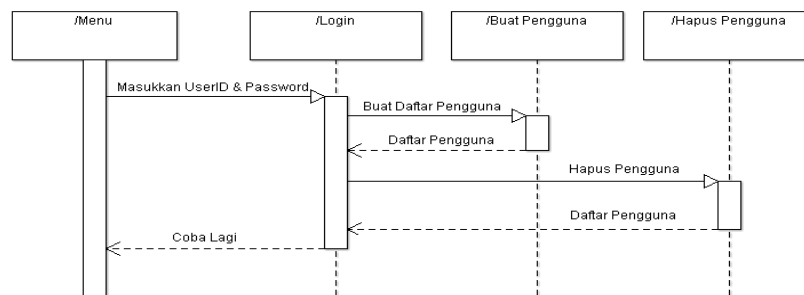 /Menu
/Login
/Buat Pengguna
/Hapus Pengguna
Masukkan UserID & Password
Buat Daftar Pengguna
Daftar Pengguna
Hapus Pengguna
Daftar Pengguna
Coba Lagi